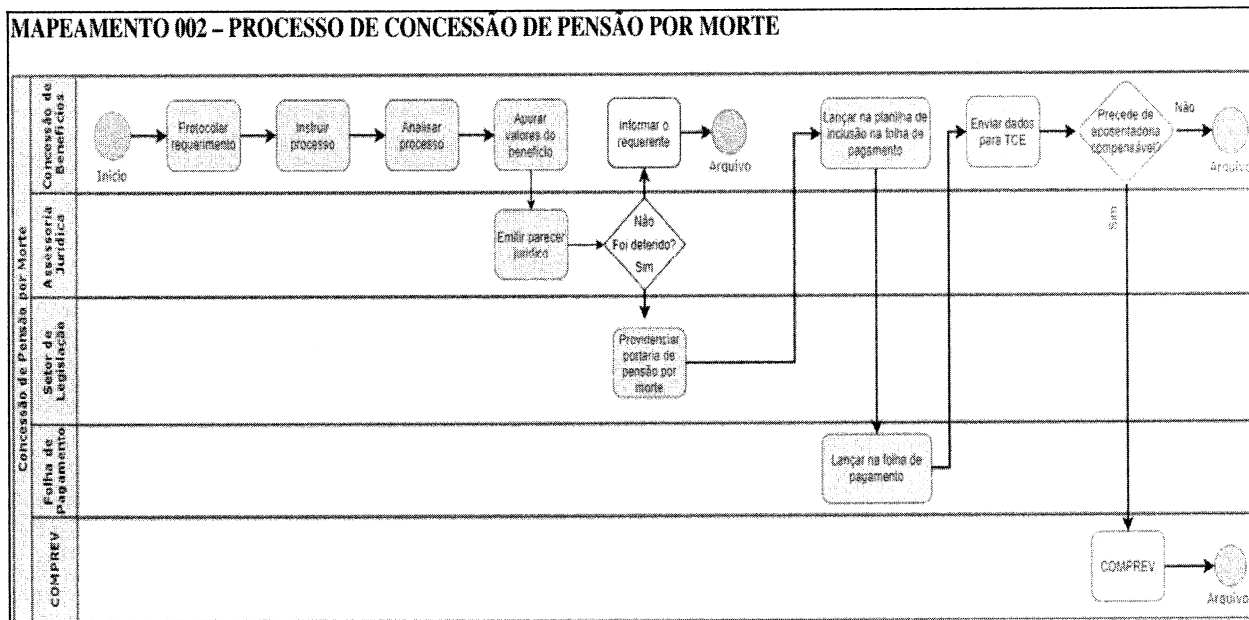 MAPEAMENTO 002 – PROCESSO DE CONCESSÃO DE PENSÃO POR MORTE
Concessão de Pensão por Morte
Concessão de
Benefícios
Início
Protocolar
requerimento
Instruir
processo
Analisar
processo
Apurar
valores do
benefício
Informar o
requerente
Arquivo
Lançar na planilha de
inclusão na folha de
pagamento
Enviar dados
para TCE
Precede de
aposentadoria
compensável?
Não
Arquivo
Sim
Assessoria
Jurídica
Emitir parecer
jurídico
Não
Foi deferido?
Sim
Setor de
Legislação
Providenciar
portaria de
pensão por
morte
Folha de
Pagamento
Lançar na folha de
pagamento
COMPREV
COMPREV
Arquivo